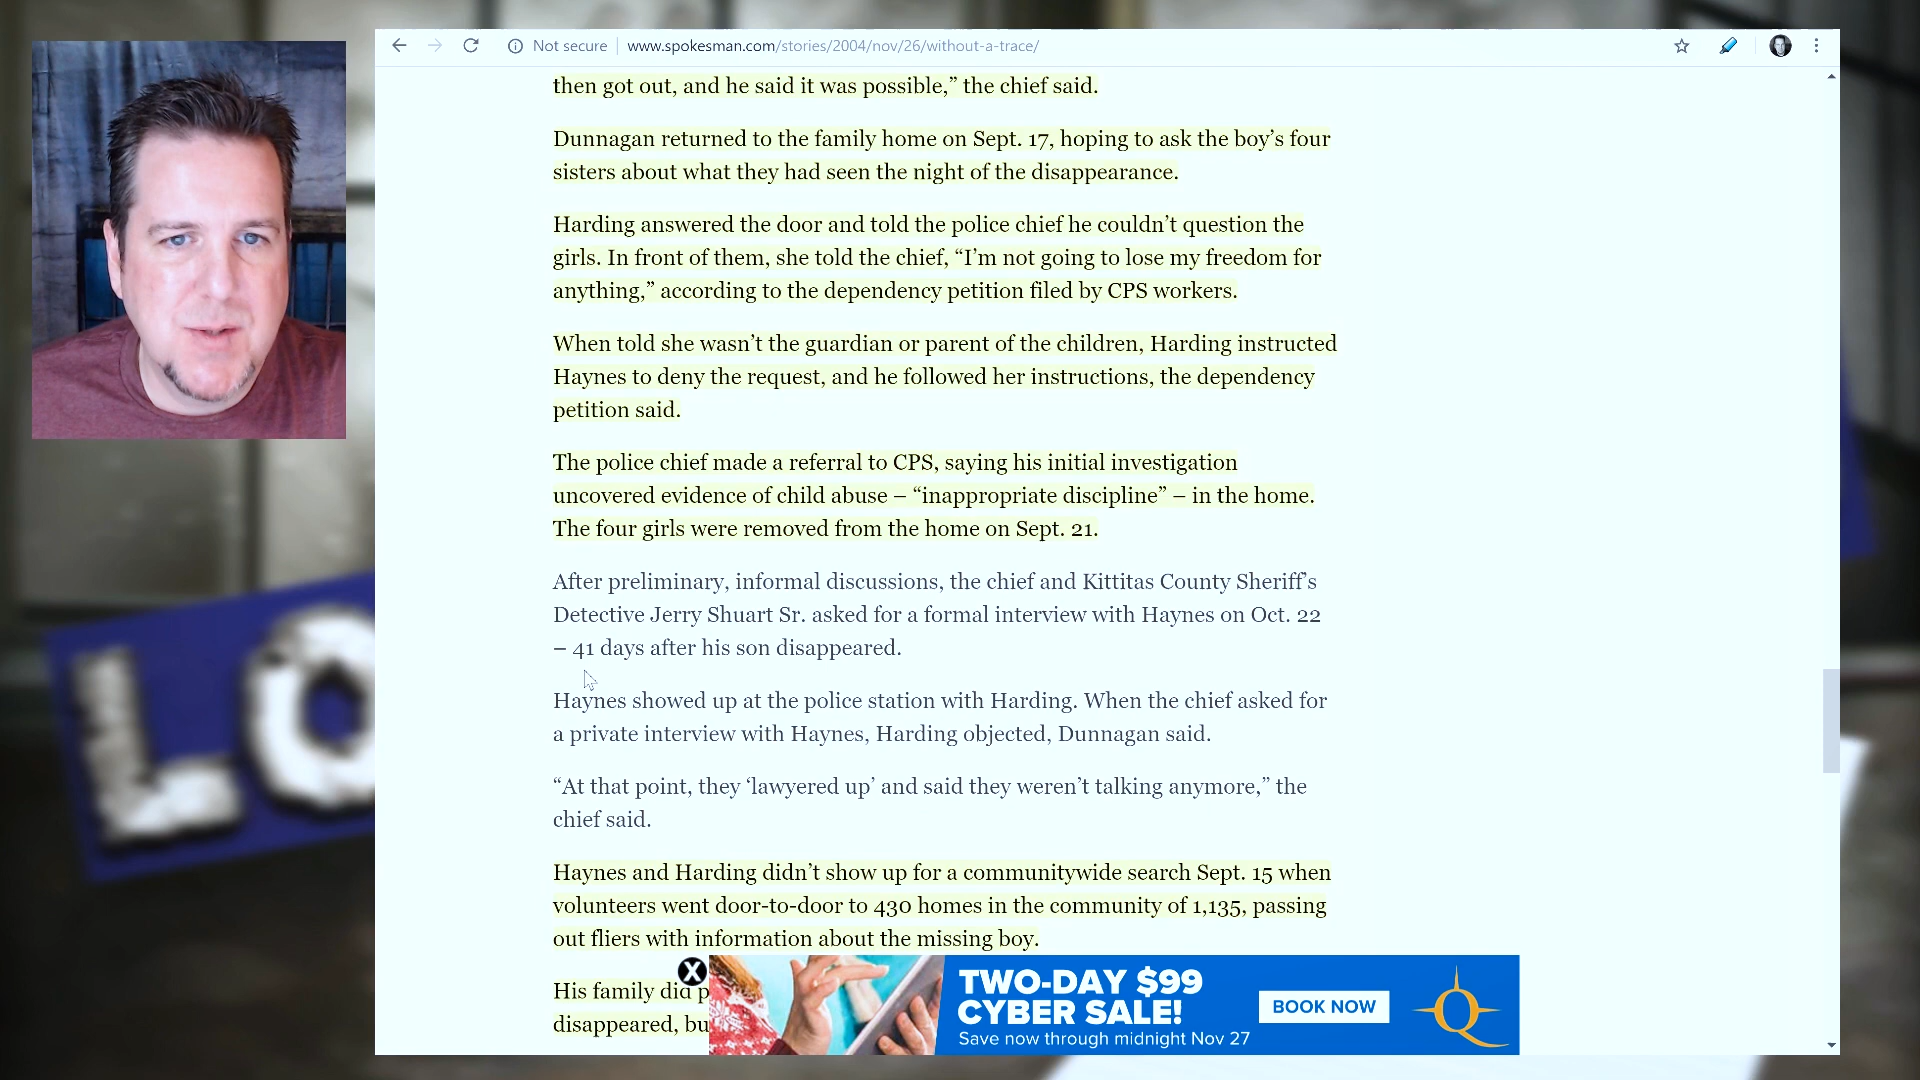 Not secure
www.spokesman.com/stories/2004/nov/26/without-a-trace/
then got out, and he said it was possible,” the chief said.
Dunnagan returned to the family home on Sept. 17, hoping to ask the boy’s four
sisters about what they had seen the night of the disappearance.
Harding answered the door and told the police chief he couldn’t question the
girls. In front of them, she told the chief, “I’m not going to lose my freedom for
anything,” according to the dependency petition filed by CPS workers.
When told she wasn’t the guardian or parent of the children, Harding instructed
Haynes to deny the request, and he followed her instructions, the dependency
petition said.
The police chief made a referral to CPS, saying his initial investigation
uncovered evidence of child abuse – “inappropriate discipline” – in the home.
The four girls were removed from the home on Sept. 21.
After preliminary, informal discussions, the chief and Kittitas County Sheriff’s
Detective Jerry Shuart Sr. asked for a formal interview with Haynes on Oct. 22
– 41 days after his son disappeared.
Haynes showed up at the police station with Harding. When the chief asked for
a private interview with Haynes, Harding objected, Dunnagan said.
“At that point, they ‘lawyered up’ and said they weren’t talking anymore,” the
chief said.
Haynes and Harding didn’t show up for a communitywide search Sept. 15 when
volunteers went door-to-door to 430 homes in the community of 1,135, passing
out fliers with information about the missing boy.
His family did p
disappeared, bu
X
TWO-DAY $99
CYBER SALE!
Save now through midnight Nov 27
BOOK NOW
Q
LO